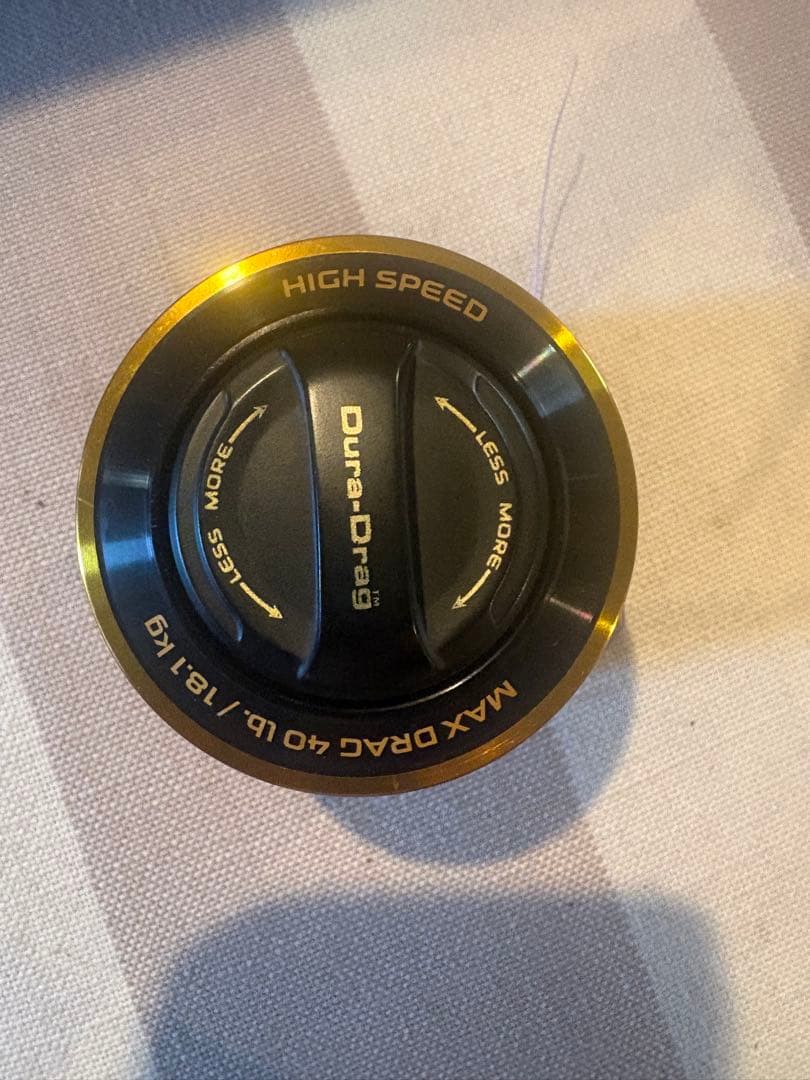 HIGH SPEED
LESS MORE
Dura-Drag™
LESS MORE
MAX DRAG 40 lb. / 18.1 kg